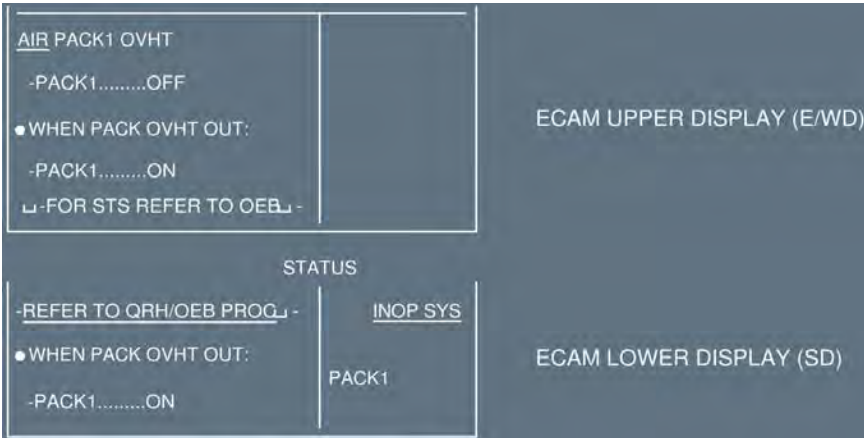 AIR PACK1 OVHT
-PACK1.........OFF
●WHEN PACK OVHT OUT:
-PACK1.........ON
␣-FOR STS REFER TO OEB␣-
ECAM UPPER DISPLAY (E/WD)
STATUS
-REFER TO QRH/OEB PROC␣-
●WHEN PACK OVHT OUT:
-PACK1.........ON
INOP SYS
PACK1
ECAM LOWER DISPLAY (SD)